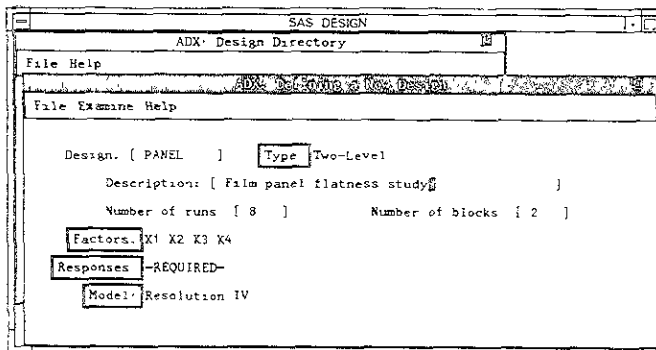 SAS DESIGN
ADX: Design Directory
File Help
ADX: Defining a New Design
File Examine Help
Design. [ PANEL ] Type Two-Level
Description: [ Film panel flatness study ]
Number of runs [ 8 ] Number of blocks [ 2 ]
Factors. X1 X2 X3 X4
Responses -REQUIRED-
Model: Resolution IV